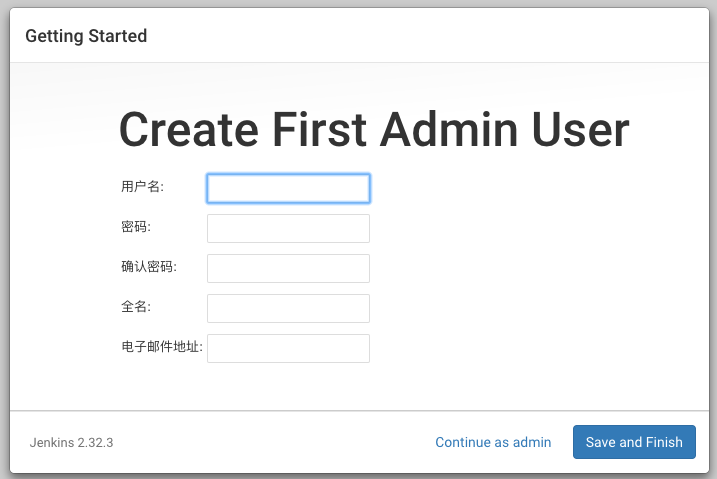 Getting Started
Create First Admin User
用户名:
密码:
确认密码:
全名:
电子邮件地址:
Jenkins 2.32.3
Continue as admin
Save and Finish